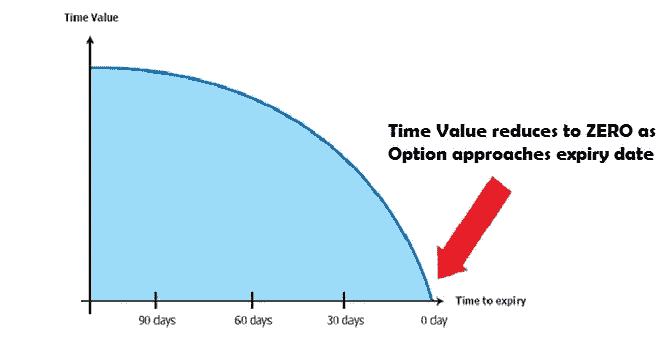 Time Value
Time Value reduces to ZERO as
Option approaches expiry date
Time to expiry
90 days
60 days
30 days
0 day